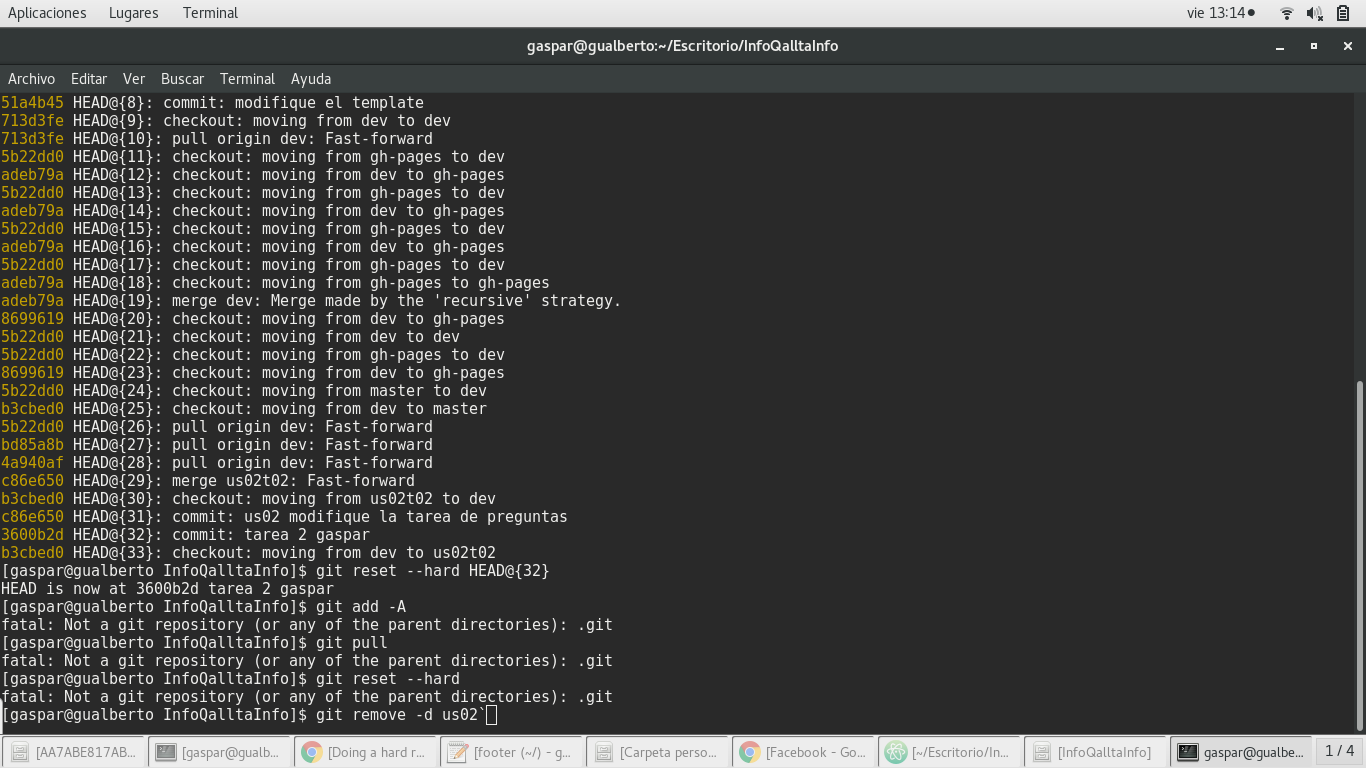 Aplicaciones Lugares Terminal vie 13:14
gaspar@gualberto:~/Escritorio/InfoQalltaInfo
Archivo Editar Ver Buscar Terminal Ayuda
51a4b45 HEAD@{8}: commit: modifique el template
713d3fe HEAD@{9}: checkout: moving from dev to dev
713d3fe HEAD@{10}: pull origin dev: Fast-forward
5b22dd0 HEAD@{11}: checkout: moving from gh-pages to dev
adeb79a HEAD@{12}: checkout: moving from dev to gh-pages
5b22dd0 HEAD@{13}: checkout: moving from gh-pages to dev
adeb79a HEAD@{14}: checkout: moving from dev to gh-pages
5b22dd0 HEAD@{15}: checkout: moving from gh-pages to dev
adeb79a HEAD@{16}: checkout: moving from dev to gh-pages
5b22dd0 HEAD@{17}: checkout: moving from gh-pages to dev
adeb79a HEAD@{18}: checkout: moving from gh-pages to gh-pages
adeb79a HEAD@{19}: merge dev: Merge made by the 'recursive' strategy.
8699619 HEAD@{20}: checkout: moving from dev to gh-pages
5b22dd0 HEAD@{21}: checkout: moving from dev to dev
5b22dd0 HEAD@{22}: checkout: moving from gh-pages to dev
8699619 HEAD@{23}: checkout: moving from dev to gh-pages
5b22dd0 HEAD@{24}: checkout: moving from master to dev
b3cbed0 HEAD@{25}: checkout: moving from dev to master
5b22dd0 HEAD@{26}: pull origin dev: Fast-forward
bd85a8b HEAD@{27}: pull origin dev: Fast-forward
4a940af HEAD@{28}: pull origin dev: Fast-forward
c86e650 HEAD@{29}: merge us02t02: Fast-forward
b3cbed0 HEAD@{30}: checkout: moving from us02t02 to dev
c86e650 HEAD@{31}: commit: us02 modifique la tarea de preguntas
3600b2d HEAD@{32}: commit: tarea 2 gaspar
b3cbed0 HEAD@{33}: checkout: moving from dev to us02t02
[gaspar@gualberto InfoQalltaInfo]$ git reset --hard HEAD@{32}
HEAD is now at 3600b2d tarea 2 gaspar
[gaspar@gualberto InfoQalltaInfo]$ git add -A
fatal: Not a git repository (or any of the parent directories): .git
[gaspar@gualberto InfoQalltaInfo]$ git pull
fatal: Not a git repository (or any of the parent directories): .git
[gaspar@gualberto InfoQalltaInfo]$ git reset --hard
fatal: Not a git repository (or any of the parent directories): .git
[gaspar@gualberto InfoQalltaInfo]$ git remove -d us02`
[AA7ABE817AB... [gaspar@gualb... [Doing a hard r... [footer (~/) - g... [Carpeta perso... [Facebook - Go... [~/Escritorio/In... [InfoQalltaInfo] gaspar@gualbe... 1 / 4